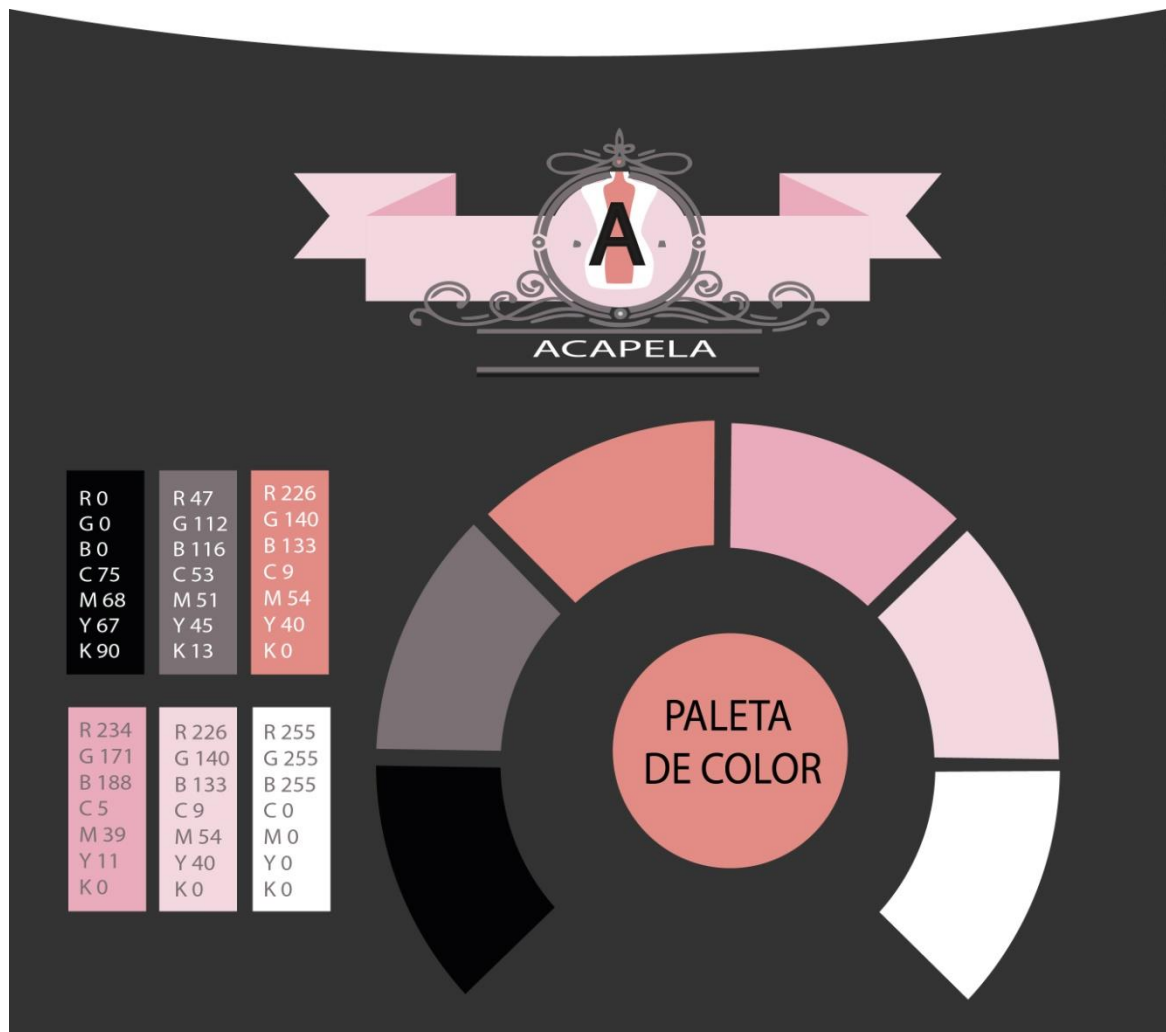 A
ACAPELA
R 0
G 0
B 0
C 75
M 68
Y 67
K 90
R 47
G 112
B 116
C 53
M 51
Y 45
K 13
R 226
G 140
B 133
C 9
M 54
Y 40
K 0
R 234
G 171
B 188
C 5
M 39
Y 11
K 0
R 226
G 140
B 133
C 9
M 54
Y 40
K 0
R 255
G 255
B 255
C 0
M 0
Y 0
K 0
PALETA
DE COLOR